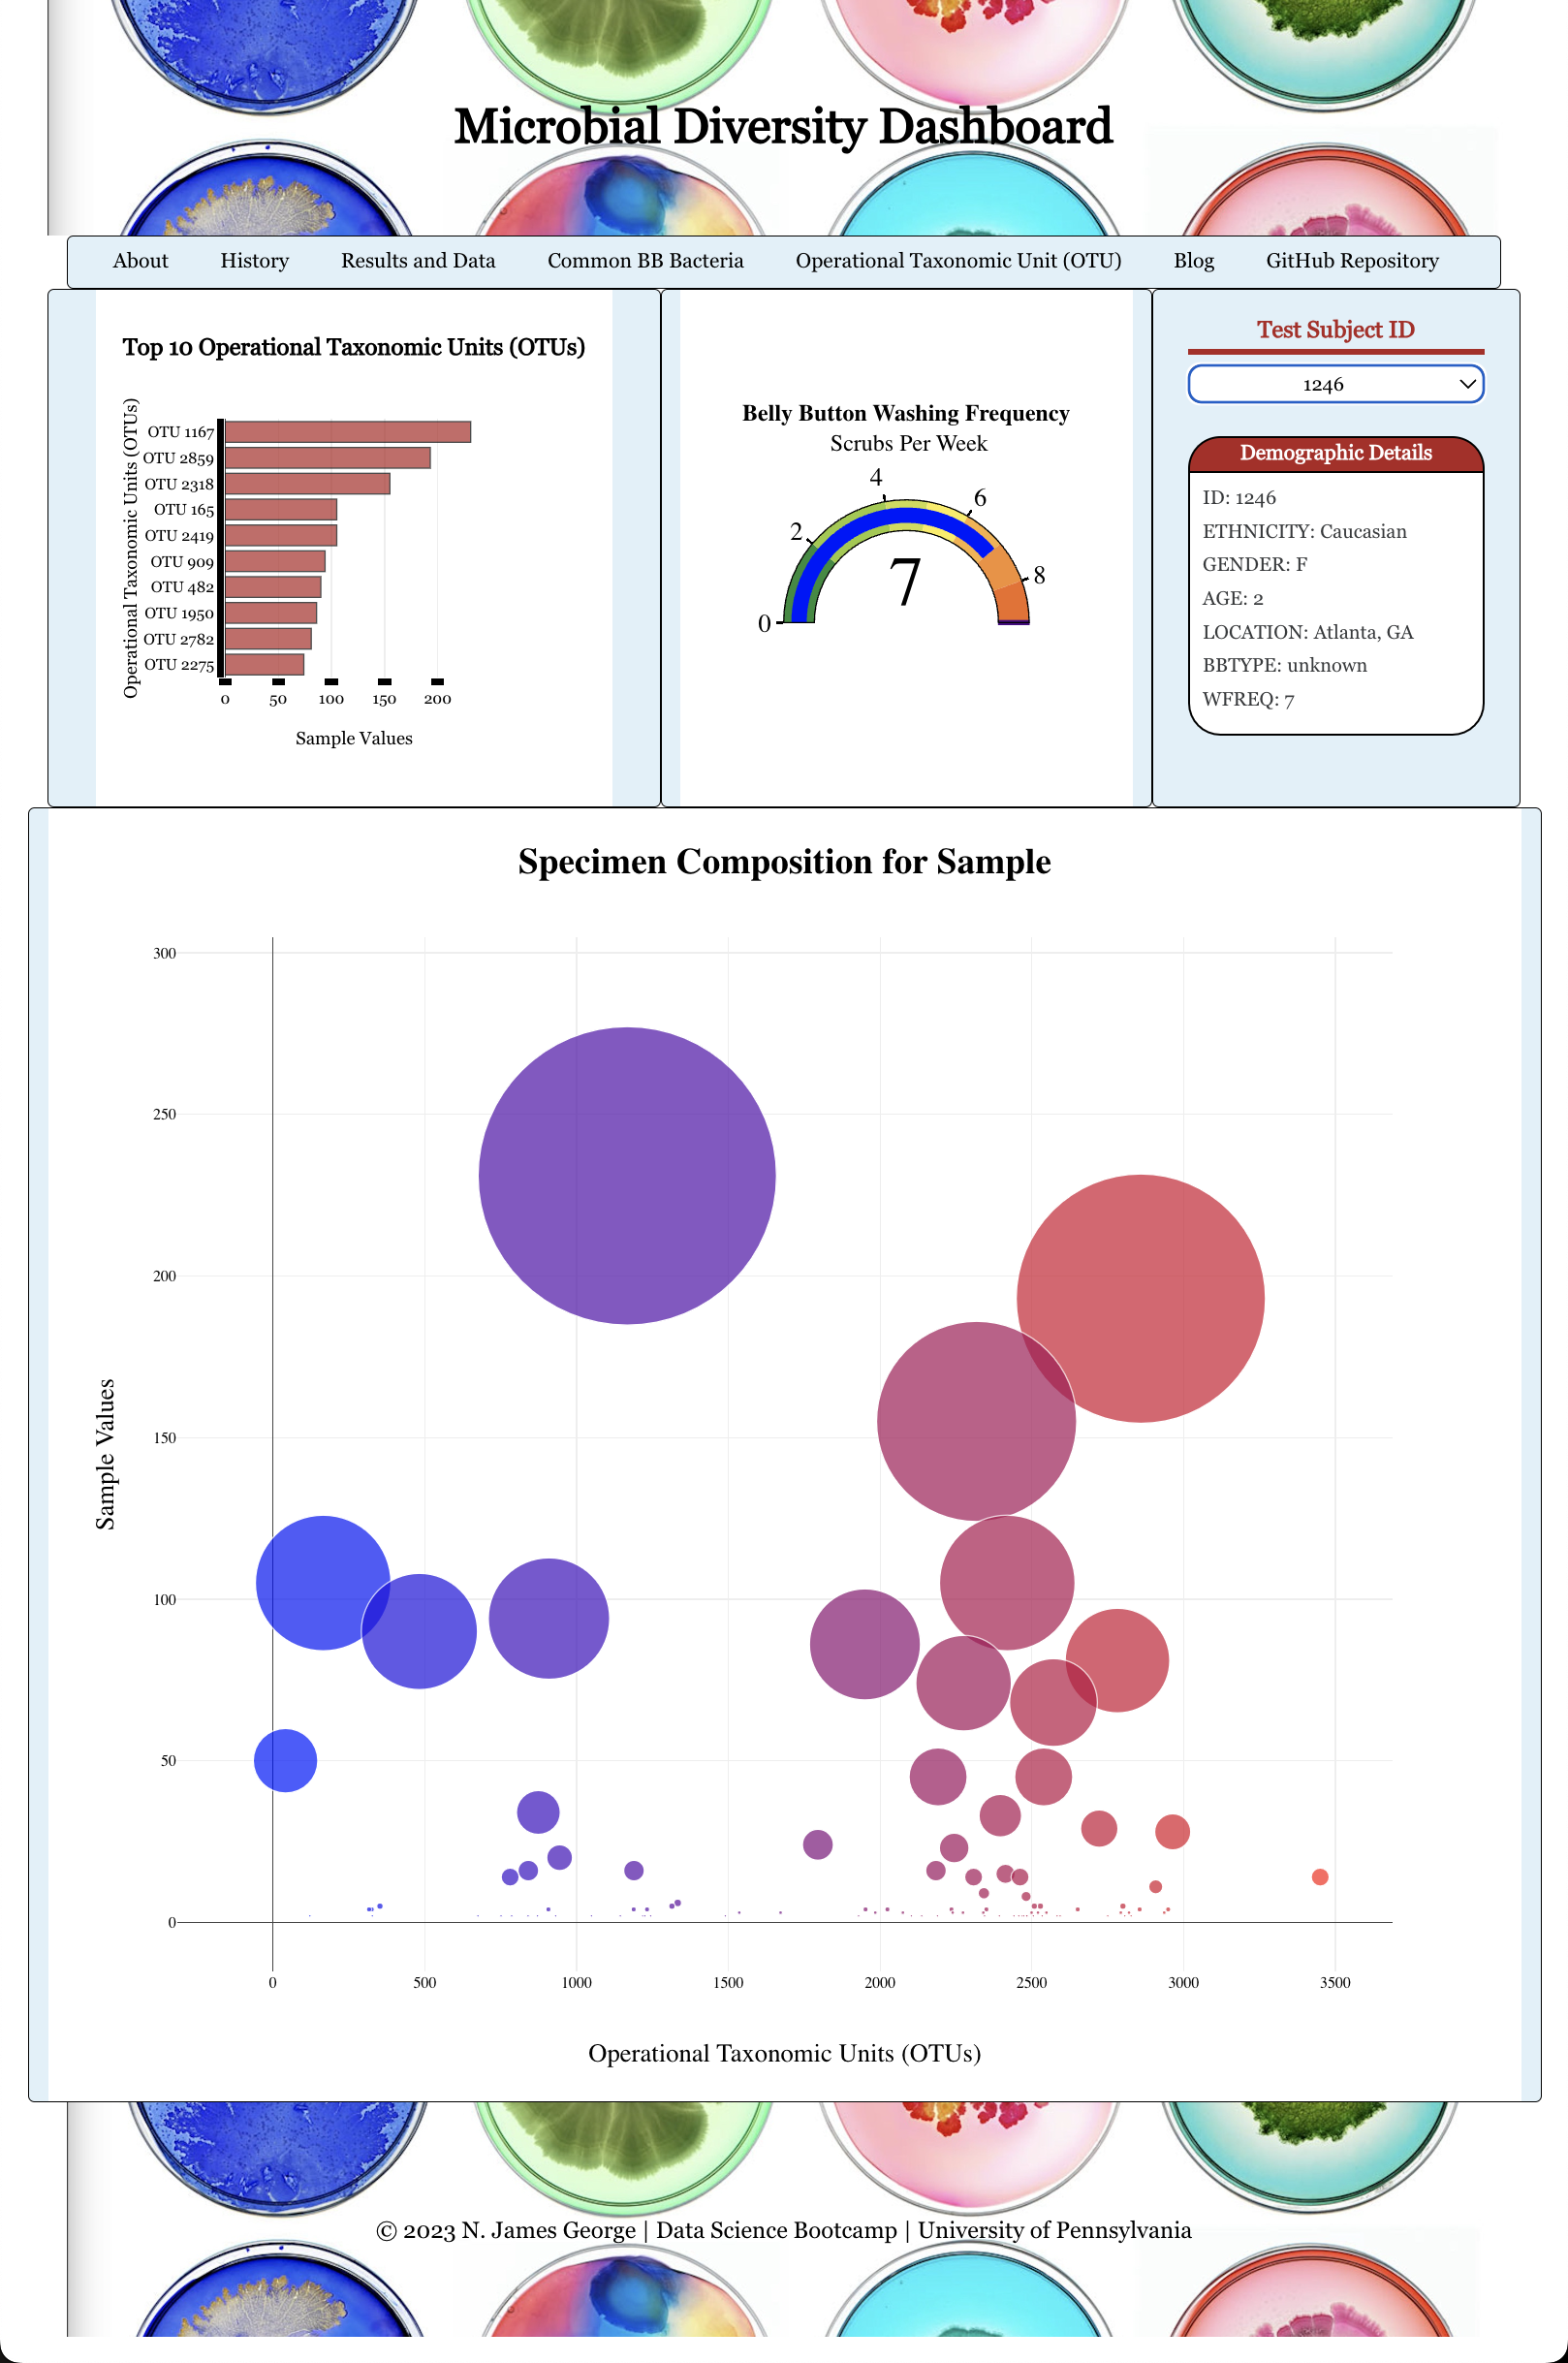 Microbial Diversity Dashboard
About History Results and Data Common BB Bacteria Operational Taxonomic Unit (OTU) Blog GitHub Repository
Top 10 Operational Taxonomic Units (OTUs)
Operational Taxonomic Units (OTUs)
OTU 1167
OTU 2859
OTU 2318
OTU 165
OTU 2419
OTU 909
OTU 482
OTU 1950
OTU 2782
OTU 2275
0 50 100 150 200
Sample Values
Belly Button Washing Frequency
Scrubs Per Week
0
2
4
6
8
7
Test Subject ID
1246
Demographic Details
ID: 1246
ETHNICITY: Caucasian
GENDER: F
AGE: 2
LOCATION: Atlanta, GA
BBTYPE: unknown
WFREQ: 7
Specimen Composition for Sample
Sample Values
300
250
200
150
100
50
0
0 500 1000 1500 2000 2500 3000 3500
Operational Taxonomic Units (OTUs)
© 2023 N. James George | Data Science Bootcamp | University of Pennsylvania